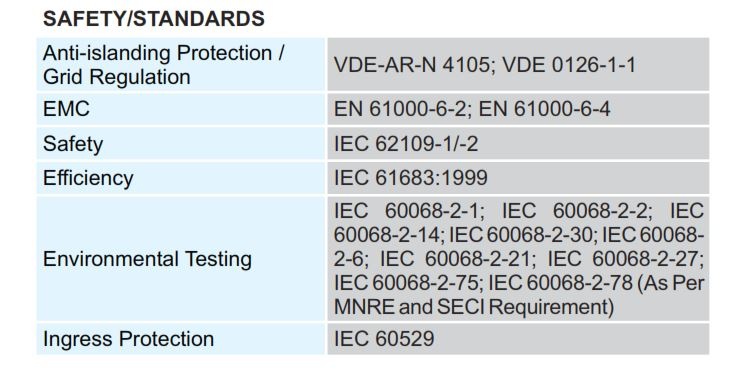 SAFETY/STANDARDS
Anti-islanding Protection /
Grid Regulation
VDE-AR-N 4105; VDE 0126-1-1
EMC
EN 61000-6-2; EN 61000-6-4
Safety
IEC 62109-1/-2
Efficiency
IEC 61683:1999
Environmental Testing
IEC 60068-2-1; IEC 60068-2-2; IEC
60068-2-14; IEC 60068-2-30; IEC 60068-
2-6; IEC 60068-2-21; IEC 60068-2-27;
IEC 60068-2-75; IEC 60068-2-78 (As Per
MNRE and SECI Requirement)
Ingress Protection
IEC 60529